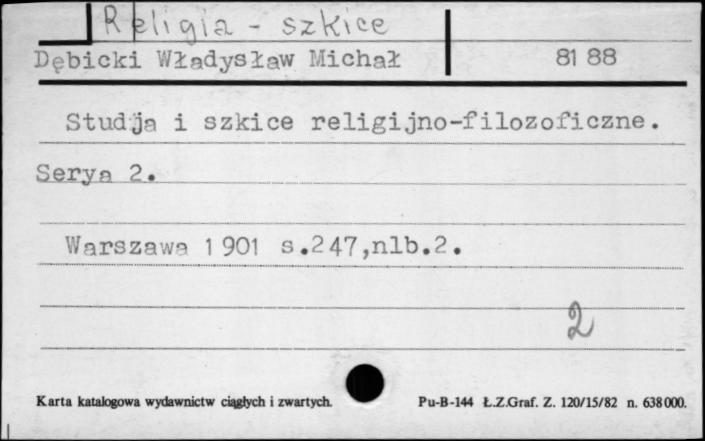 Religia - szkice
Dębicki Władysław Michał 81 88
Studja i szkice religijno-filozoficzne.
Serya 2.
Warszawa 1901 s.247,nlb.2.
2
Karta katalogowa wydawnictw ciągłych i zwartych. Pu-B-144 Ł.Z.Graf. Z. 120/15/82 n. 638000.